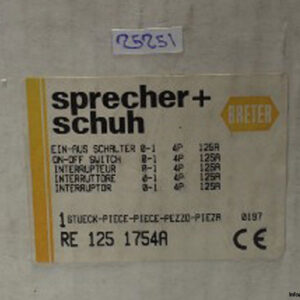 25251
sprecher+
schuh
BRETER
EIN-AUS SCHALTER 0-1 4P 125A
ON-OFF SWITCH 0-1 4P 125A
INTERRUPTEUR 0-1 4P 125A
INTERRUTTORE 0-1 4P 125A
INTERRUPTOR 0-1 4P 125A
1 STUECK-PIECE-PIECE-PEZZO-PIEZA 0197
RE 125 1754A CE